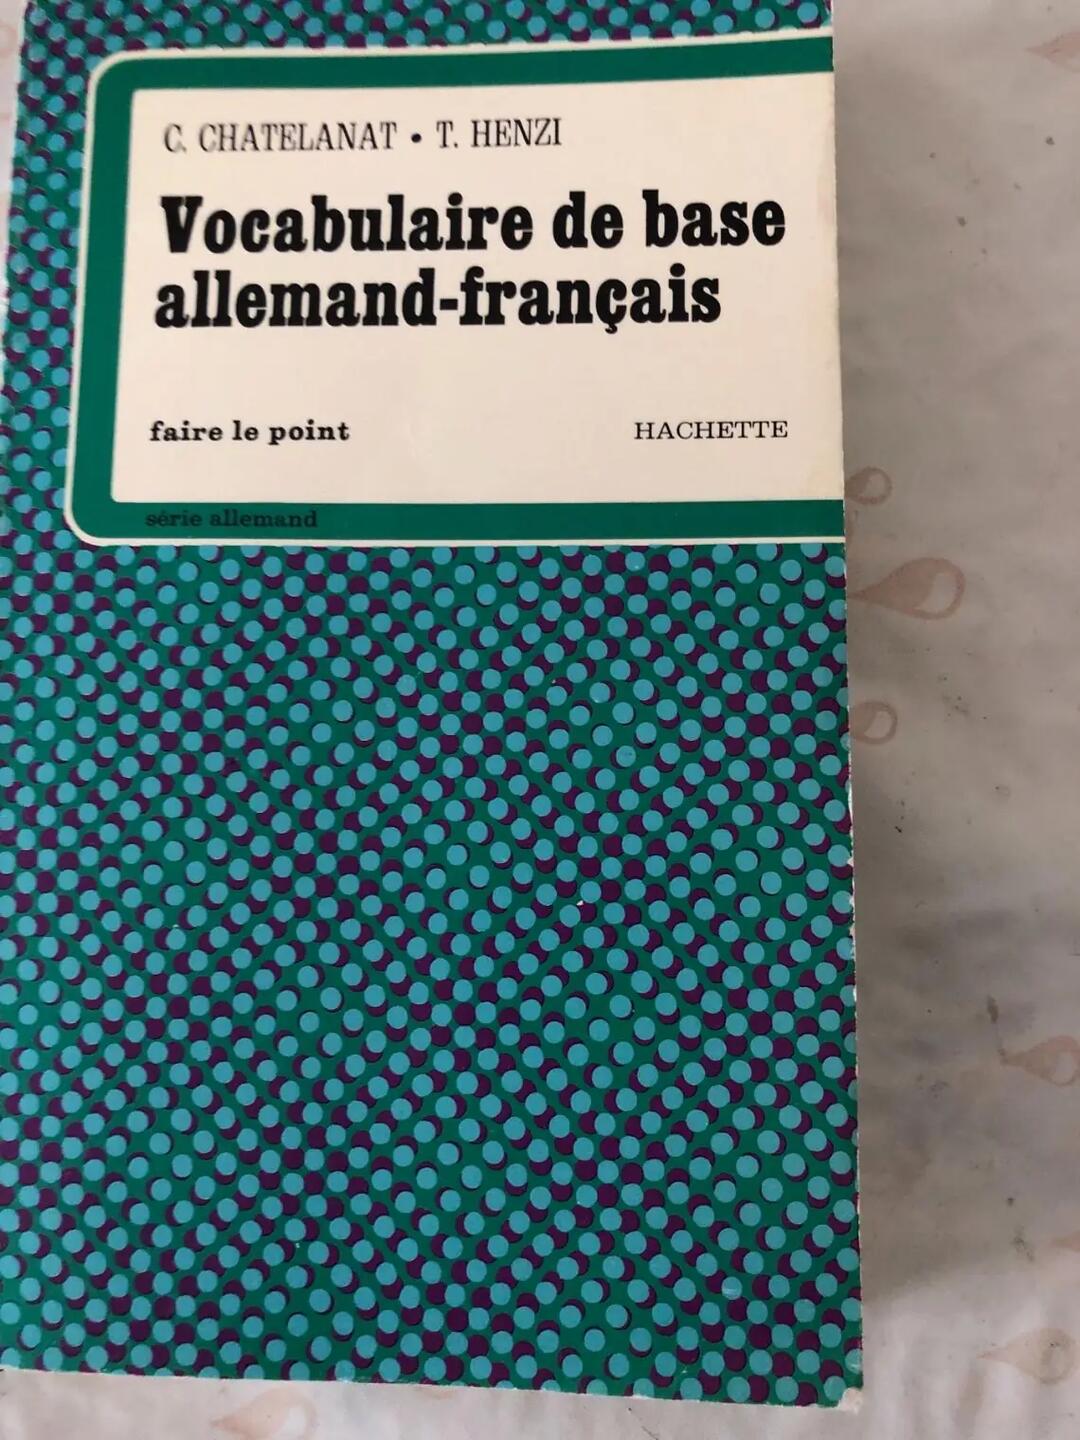 C. CHATELANAT • T. HENZI
Vocabulaire de base
allemand-français
faire le point HACHETTE
série allemand